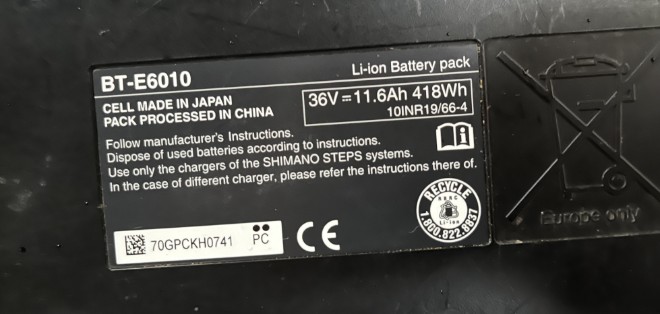 BT-E6010
Li-ion Battery pack
CELL MADE IN JAPAN
PACK PROCESSED IN CHINA
36V ⎓ 11.6Ah 418Wh
10INR19/66-4
Follow manufacturer's Instructions.
Dispose of used batteries according to instructions.
Use only the chargers of the SHIMANO STEPS systems.
In the case of different charger, please refer the instructions there of.
RECYCLE
RBRC
Li-ion
1.800.822.8837
70GPCKH0741
PC
CE
Europe only